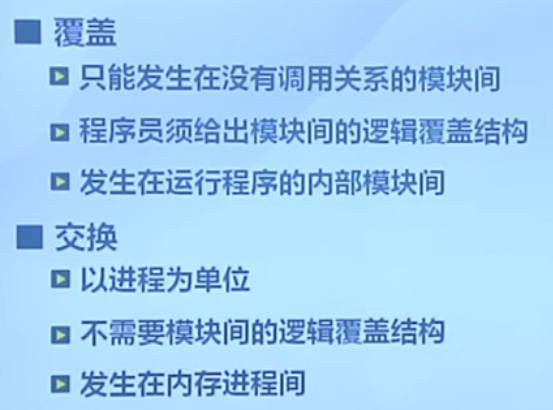 覆盖
只能发生在没有调用关系的模块间
程序员须给出模块间的逻辑覆盖结构
发生在运行程序的内部模块间
交换
以进程为单位
不需要模块间的逻辑覆盖结构
发生在内存进程间